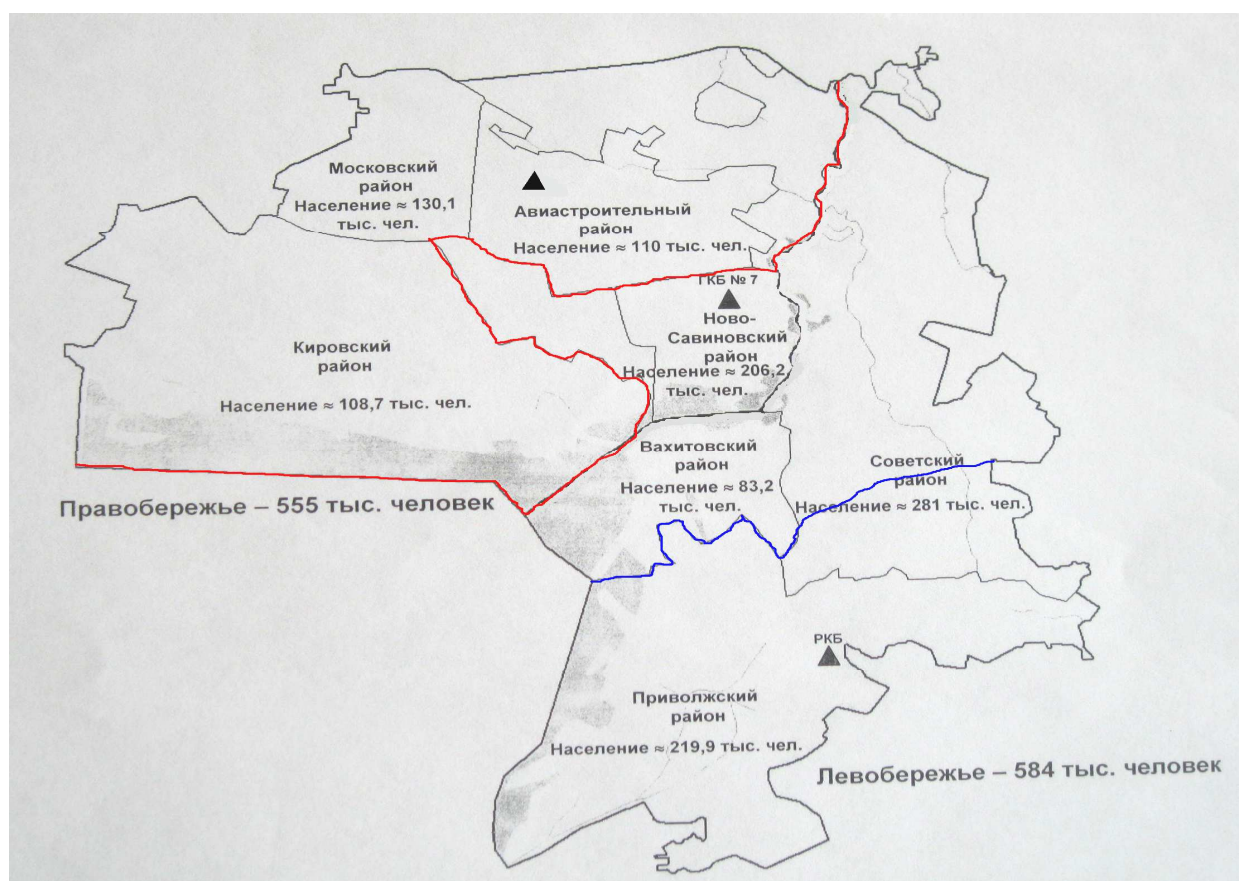 Московский
район
Население ≈ 130,1
тыс. чел.
Авиастроительный
район
Население ≈ 110 тыс. чел.
ГКБ № 7
Ново-
Савиновский
район
Население ≈ 206,2
тыс. чел.
Кировский
район
Население ≈ 108,7 тыс. чел.
Вахитовский
район
Население ≈ 83,2
тыс. чел.
Советский
район
Население ≈ 281 тыс. чел.
Правобережье – 555 тыс. человек
РКБ
Приволжский
район
Население ≈ 219,9 тыс. чел.
Левобережье – 584 тыс. человек